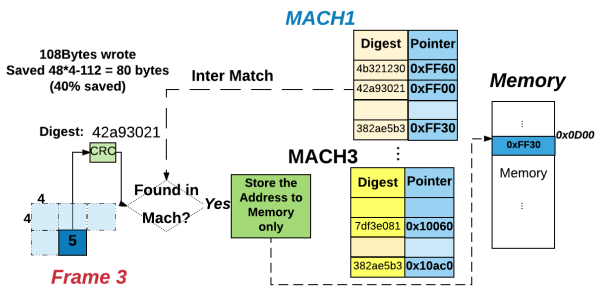 MACH1
Digest Pointer
4b321230 0xFF60
42a93021 0xFF00
382ae5b3 0xFF30
108Bytes wrote
Saved 48*4-112 = 80 bytes
(40% saved)
Inter Match
Digest: 42a93021
CRC
Found in
Mach?
Yes
Store the
Address to
Memory
only
4
4
5
Frame 3
MACH3
Digest Pointer
7df3e081 0x10060
382ae5b3 0x10ac0
Memory
0x0D00
0xFF30
Memory